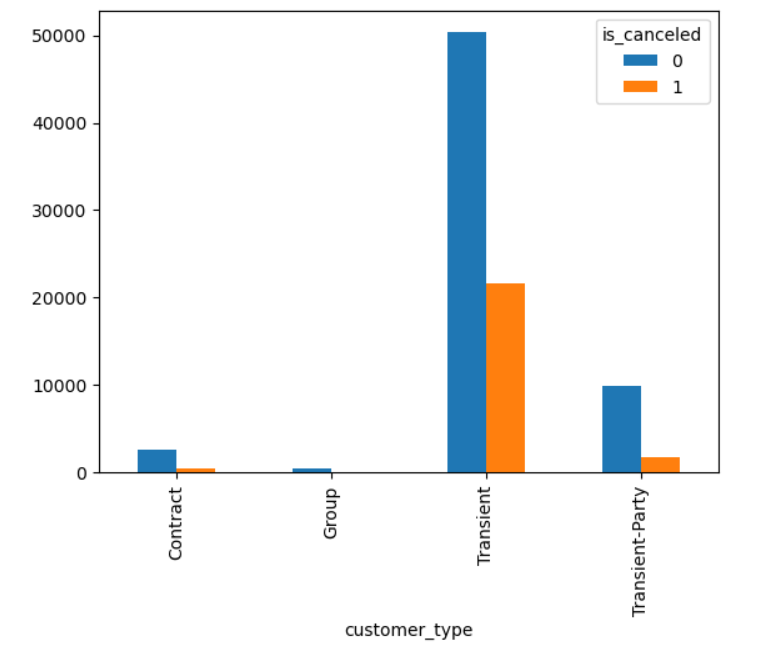 is_canceled
0
1
50000
40000
30000
20000
10000
0
Contract
Group
Transient
Transient-Party
customer_type